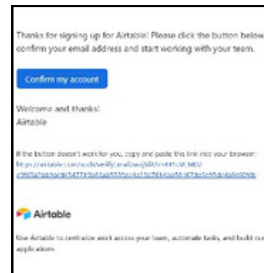 Thanks for signing up for Airtable! Please click the button below
confirm your email address and start working with your team.
Confirm my account
Welcome and thanks!
Airtable
If the button doesn't work for you, copy and paste this link into your browser:
Airtable
Use Airtable to centralize work across your team, automate tasks, and build
applications.